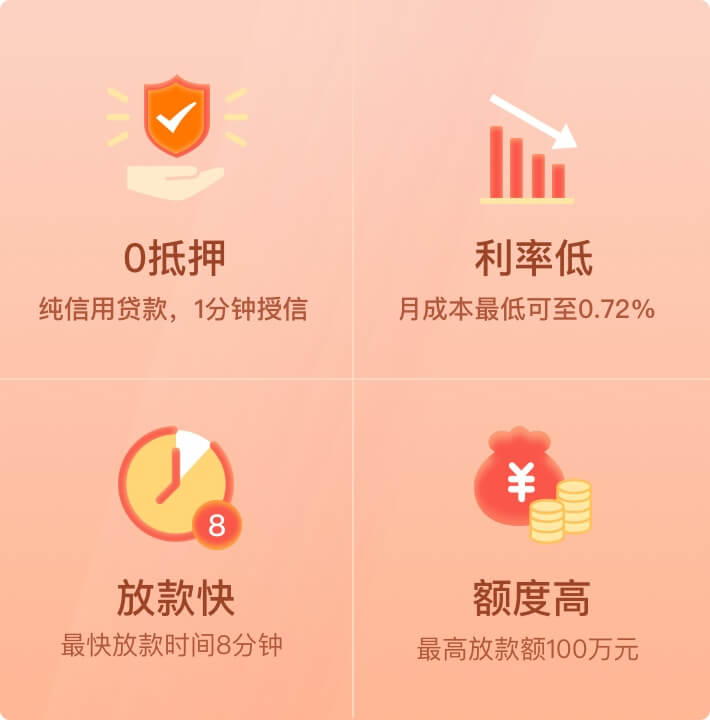 0抵押
纯信用贷款，1分钟授信
利率低
月成本最低可至0.72%
8
放款快
最快放款时间8分钟
¥
额度高
最高放款额100万元